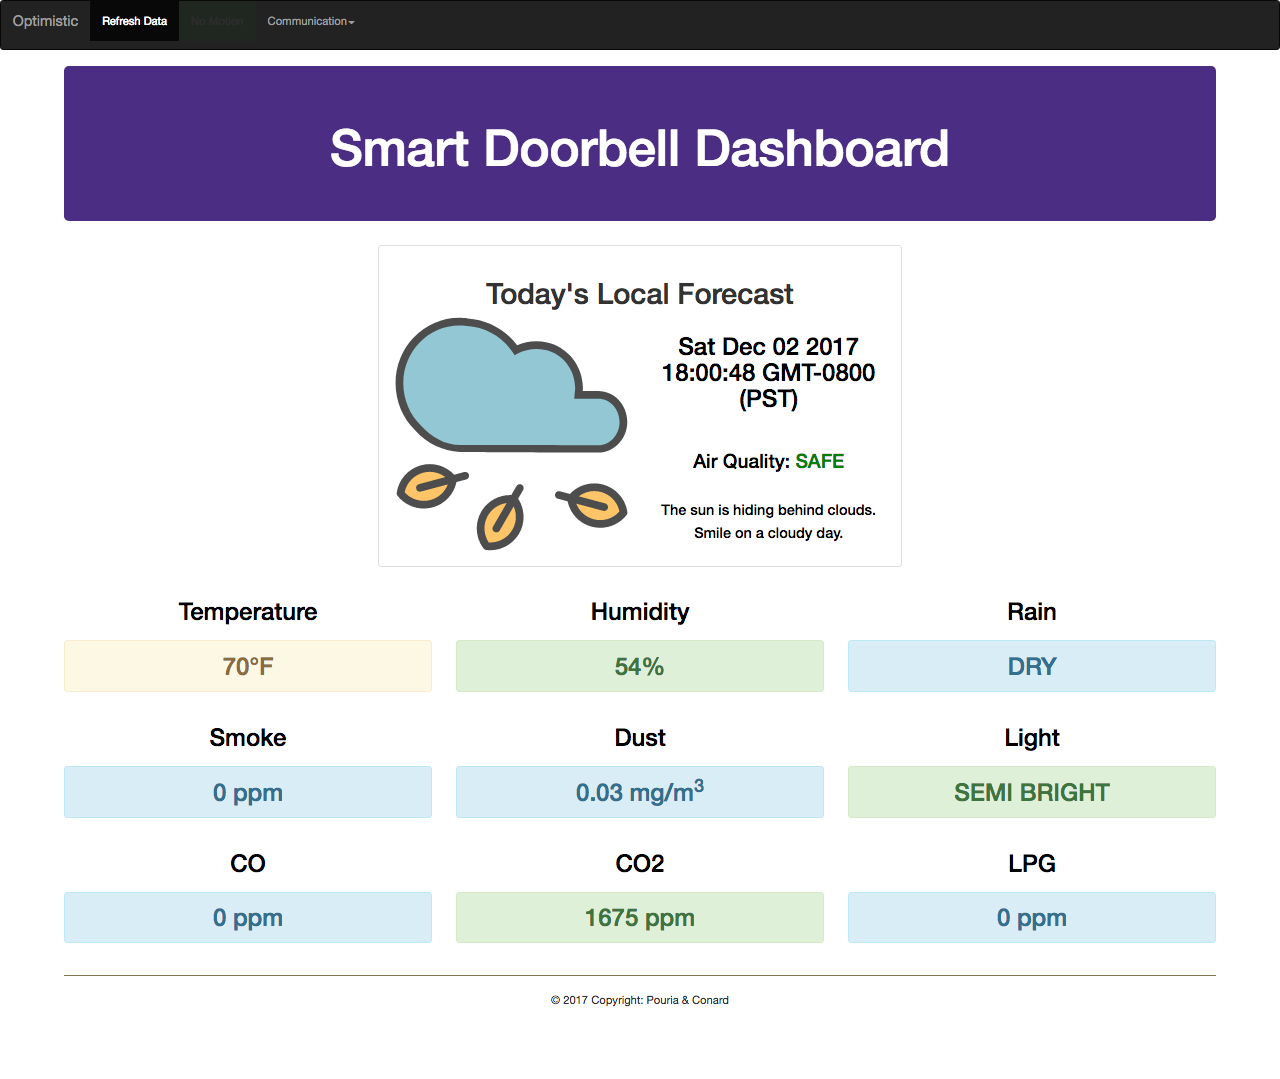 Optimistic Refresh Data No Motion Communication
Smart Doorbell Dashboard
Today's Local Forecast
Sat Dec 02 2017
18:00:48 GMT-0800
(PST)
Air Quality: SAFE
The sun is hiding behind clouds.
Smile on a cloudy day.
Temperature Humidity Rain
70°F 54% DRY
Smoke Dust Light
0 ppm 0.03 mg/m³ SEMI BRIGHT
CO CO2 LPG
0 ppm 1675 ppm 0 ppm
© 2017 Copyright: Pouria & Conard